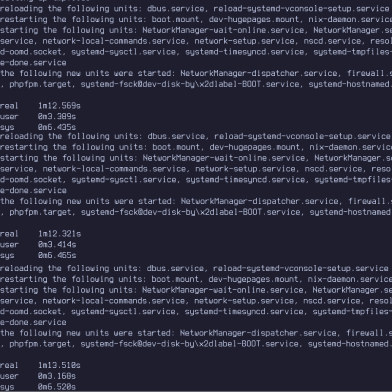 reloading the following units: dbus.service, reload-systemd-vconsole-setup.service
restarting the following units: boot.mount, dev-hugepages.mount, nix-daemon.service
starting the following units: NetworkManager-wait-online.service, NetworkManager.se
service, network-local-commands.service, network-setup.service, nscd.service, resol
d-oomd.socket, systemd-sysctl.service, systemd-timesyncd.service, systemd-tmpfiles-
e-done.service
the following new units were started: NetworkManager-dispatcher.service, firewall.s
, phpfpm.target, systemd-fsck@dev-disk-by\x2dlabel-BOOT.service, systemd-hostnamed.
real 1m12.569s
user 0m3.389s
sys 0m6.435s
reloading the following units: dbus.service, reload-systemd-vconsole-setup.service
restarting the following units: boot.mount, dev-hugepages.mount, nix-daemon.service
starting the following units: NetworkManager-wait-online.service, NetworkManager.se
service, network-local-commands.service, network-setup.service, nscd.service, reso
d-oomd.socket, systemd-sysctl.service, systemd-timesyncd.service, systemd-tmpfiles
e-done.service
the following new units were started: NetworkManager-dispatcher.service, firewall.
, phpfpm.target, systemd-fsck@dev-disk-by\x2dlabel-BOOT.service, systemd-hostnamed
real 1m12.321s
user 0m3.414s
sys 0m6.465s
reloading the following units: dbus.service, reload-systemd-vconsole-setup.service
restarting the following units: boot.mount, dev-hugepages.mount, nix-daemon.service
starting the following units: NetworkManager-wait-online.service, NetworkManager.se
service, network-local-commands.service, network-setup.service, nscd.service, resol
d-oomd.socket, systemd-sysctl.service, systemd-timesyncd.service, systemd-tmpfiles-
e-done.service
the following new units were started: NetworkManager-dispatcher.service, firewall.s
, phpfpm.target, systemd-fsck@dev-disk-by\x2dlabel-BOOT.service, systemd-hostnamed.
real 1m13.510s
user 0m3.168s
sys 0m6.520s